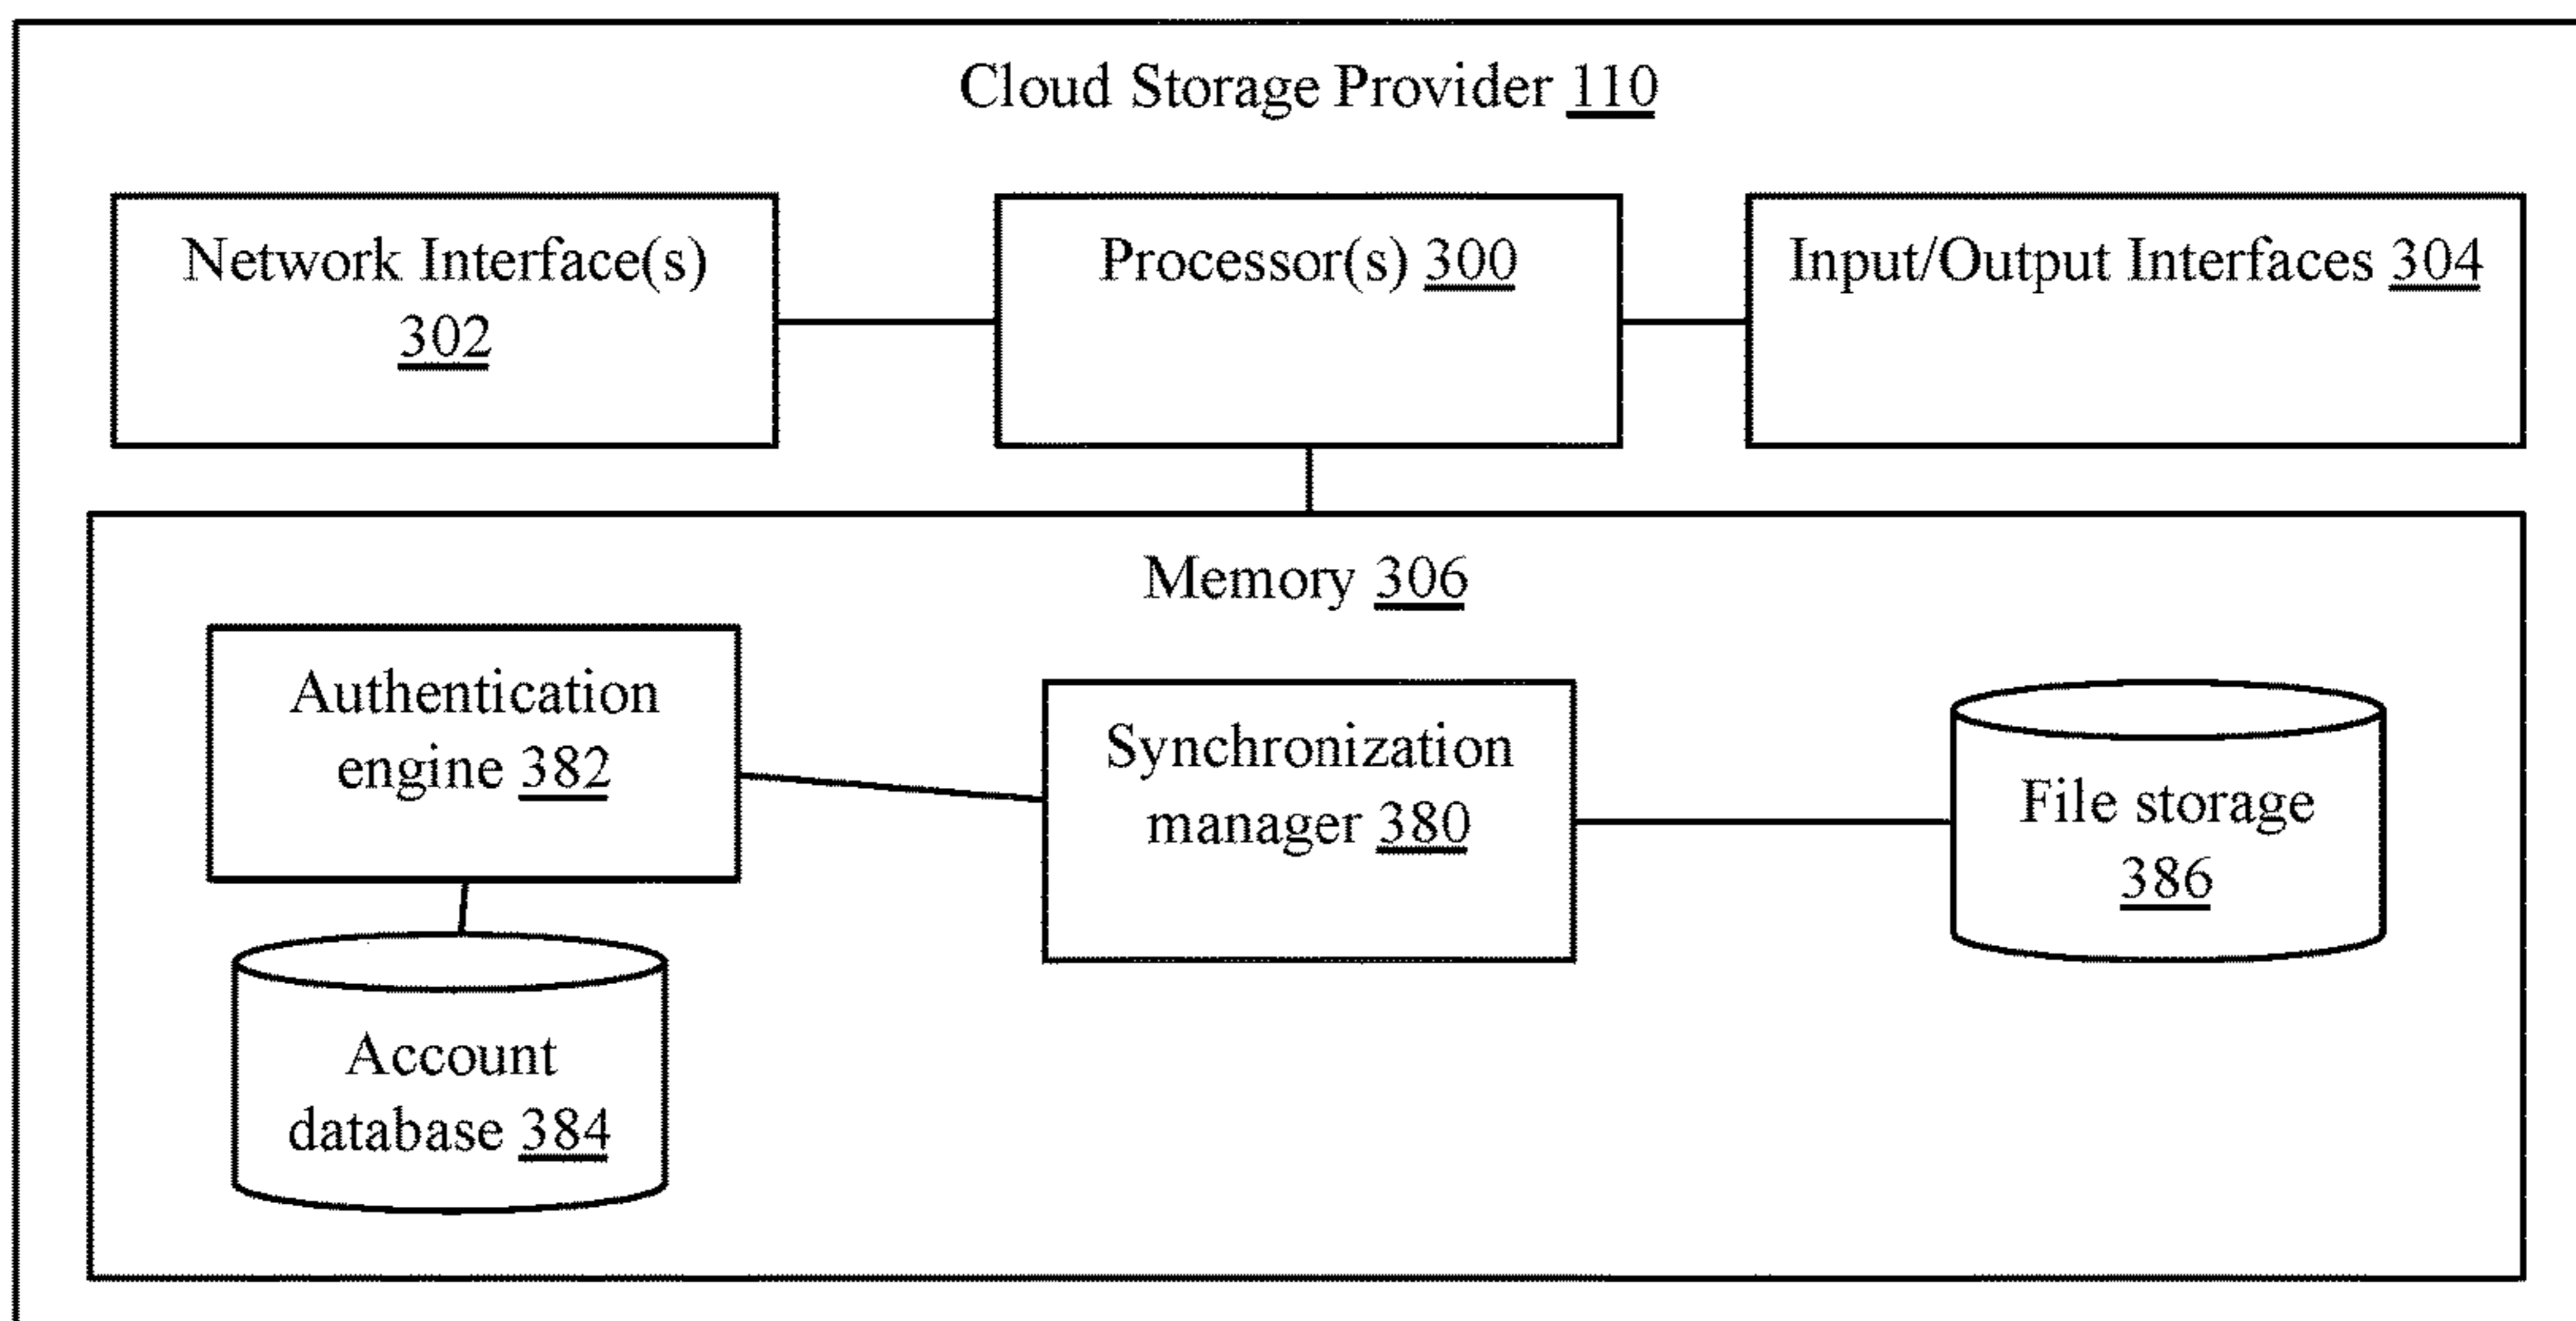 Cloud Storage Provider 110
Network Interface(s)
302
Processor(s) 300
Input/Output Interfaces 304
Memory 306
Authentication
engine 382
Synchronization
manager 380
File storage
386
Account
database 384